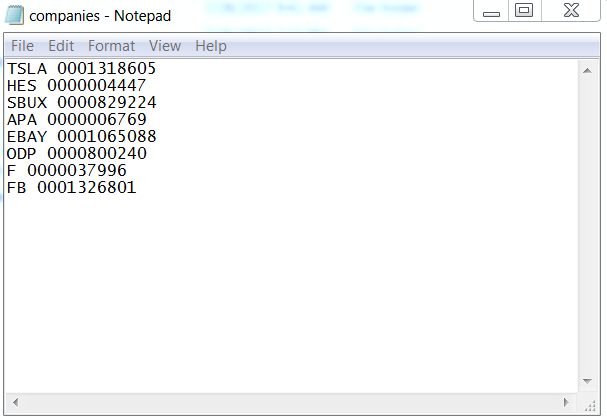 companies - Notepad
File Edit Format View Help
TSLA 0001318605
HES 0000004447
SBUX 0000829224
APA 0000006769
EBAY 0001065088
ODP 0000800240
F 0000037996
FB 0001326801